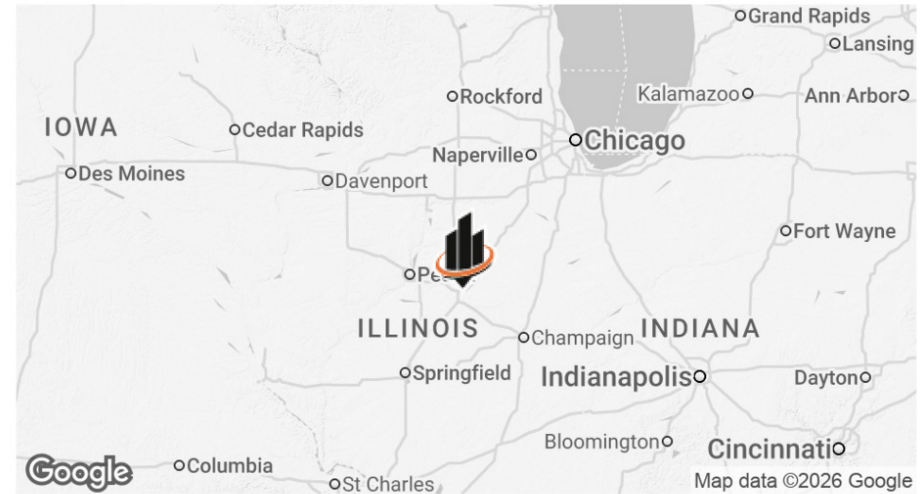 Grand Rapids
Lansing
Rockford
Kalamazoo
Ann Arbor
IOWA
Cedar Rapids
Chicago
Naperville
Des Moines
Davenport
Fort Wayne
ILLINOIS
INDIANA
Champaign
Springfield
Indianapolis
Dayton
Bloomington
Cincinnati
Columbia
Google
St Charles
Map data ©2026 Google